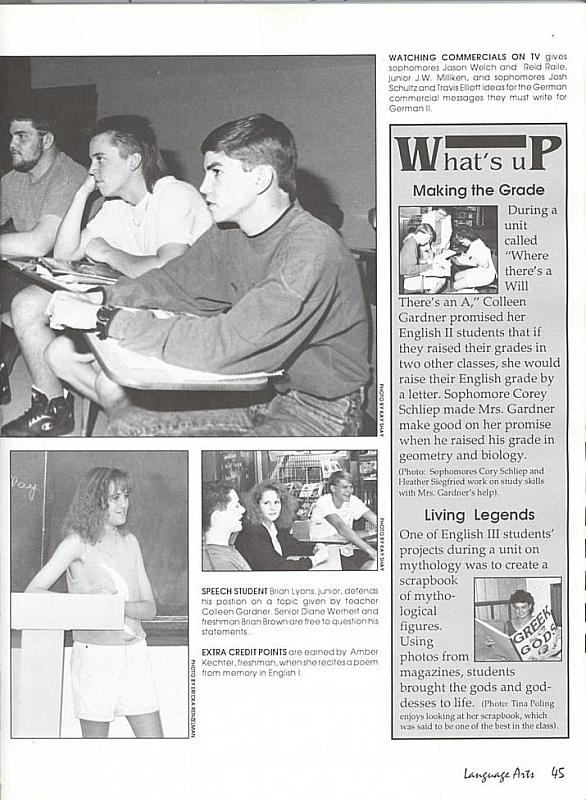 WATCHING COMMERCIALS ON TV gives
sophomores Jason Welch and Reid Raile,
junior J.W. Milliken, and sophomores Josh
Schultz and Travis Elliott ideas for the German
commercial messages they must write for
German II.
What's uP
Making the Grade
During a
unit
called
"Where
there's a
Will
There's an A," Colleen
Gardner promised her
English II students that if
they raised their grades in
two other classes, she would
raise their English grade by
a letter. Sophomore Corey
Schliep made Mrs. Gardner
make good on her promise
when he raised his grade in
geometry and biology.
(Photo: Sophomores Cory Schliep and
Heather Siegfried work on study skills
with Mrs. Gardner's help).
Living Legends
One of English III students'
projects during a unit on
mythology was to create a
scrapbook
of mytho-
logical
figures.
Using
photos from
magazines, students
brought the gods and god-
desses to life. (Photo: Tina Poling
enjoys looking at her scrapbook, which
was said to be one of the best in the class).
GREEK
GODS
PHOTO BY KAY SHAY
PHOTO BY KAY SHAY
SPEECH STUDENT Brian Lyons, junior, defends
his postion on a topic given by teacher
Colleen Gardner. Senior Diane Werhert and
freshman Brian Brown are free to question his
statements.
EXTRA CREDIT POINTS are earned by Amber
Kechter, freshman, when she recites a poem
from memory in English I.
PHOTO BY ERICKA
Language Arts 45